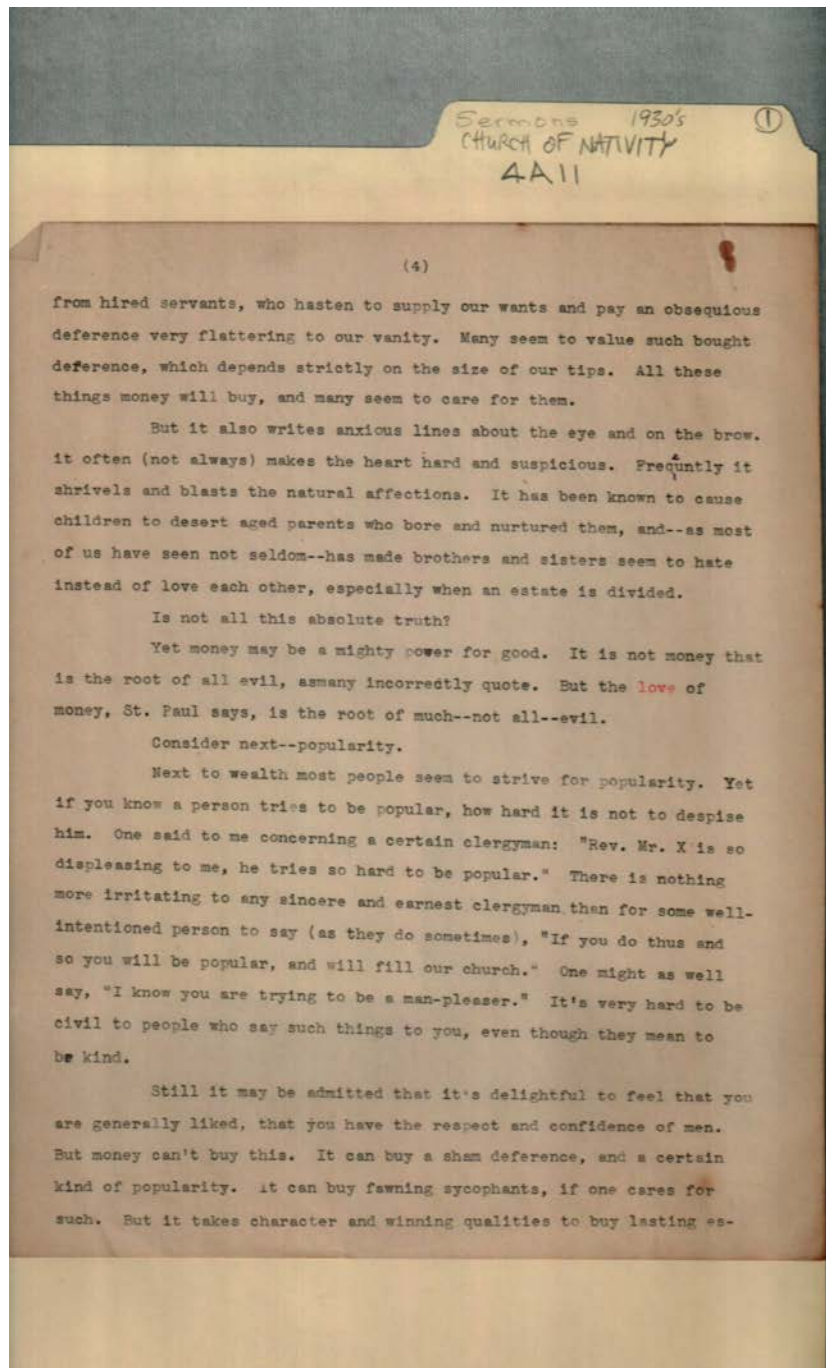 Sermons 1930's 1
CHURCH OF NATIVITY
4A11
(4)
from hired servants, who hasten to supply our wants and pay an obsequious
deference very flattering to our vanity. Many seem to value such bought
deference, which depends strictly on the size of our tips. All these
things money will buy, and many seem to care for them.
But it also writes anxious lines about the eye and on the brow.
it often (not always) makes the heart hard and suspicious. Frequently it
shrivels and blasts the natural affections. It has been known to cause
children to desert aged parents who bore and nurtured them, and--as most
of us have seen not seldom--has made brothers and sisters seem to hate
instead of love each other, especially when an estate is divided.
Is not all this absolute truth?
Yet money may be a mighty power for good. It is not money that
is the root of all evil, asmany incorrectly quote. But the love of
money, St. Paul says, is the root of much--not all--evil.
Consider next--popularity.
Next to wealth most people seem to strive for popularity. Yet
if you know a person tries to be popular, how hard it is not to despise
him. One said to me concerning a certain clergyman: "Rev. Mr. X is so
displeasing to me, he tries so hard to be popular." There is nothing
more irritating to any sincere and earnest clergyman than for some well-
intentioned person to say (as they do sometimes), "If you do thus and
so you will be popular, and will fill our church." One might as well
say, "I know you are trying to be a man-pleaser." It's very hard to be
civil to people who say such things to you, even though they mean to
be kind.
Still it may be admitted that it's delightful to feel that you
are generally liked, that you have the respect and confidence of men.
But money can't buy this. It can buy a sham deference, and a certain
kind of popularity. It can buy fawning sycophants, if one cares for
such. But it takes character and winning qualities to buy lasting es-